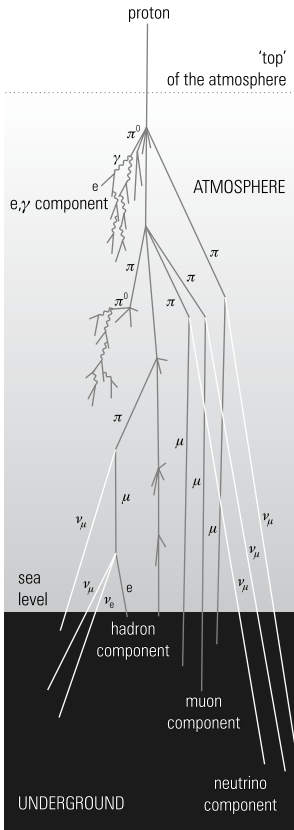 proton
‘top’
of the atmosphere
π⁰
γ
e
e,γ component
ATMOSPHERE
π
π
π
π
π⁰
π
μ
μ
μ
μ
ν_μ
ν_μ
ν_μ
ν_μ
ν_μ
ν_e
e
sea
level
hadron
component
muon
component
neutrino
component
UNDERGROUND